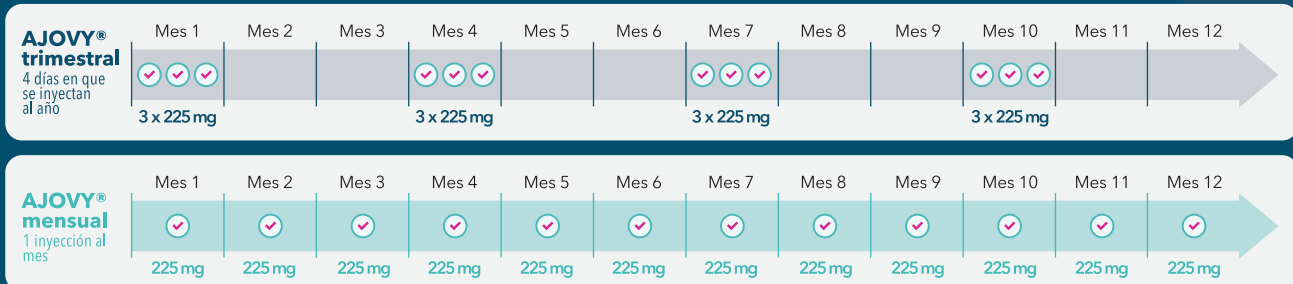 AJOVY®
trimestral
4 días en que
se inyectan
al año
Mes 1 Mes 2 Mes 3 Mes 4 Mes 5 Mes 6 Mes 7 Mes 8 Mes 9 Mes 10 Mes 11 Mes 12
3 x 225 mg 3 x 225 mg 3 x 225 mg 3 x 225 mg
AJOVY®
mensual
1 inyección al
mes
Mes 1 Mes 2 Mes 3 Mes 4 Mes 5 Mes 6 Mes 7 Mes 8 Mes 9 Mes 10 Mes 11 Mes 12
225 mg 225 mg 225 mg 225 mg 225 mg 225 mg 225 mg 225 mg 225 mg 225 mg 225 mg 225 mg